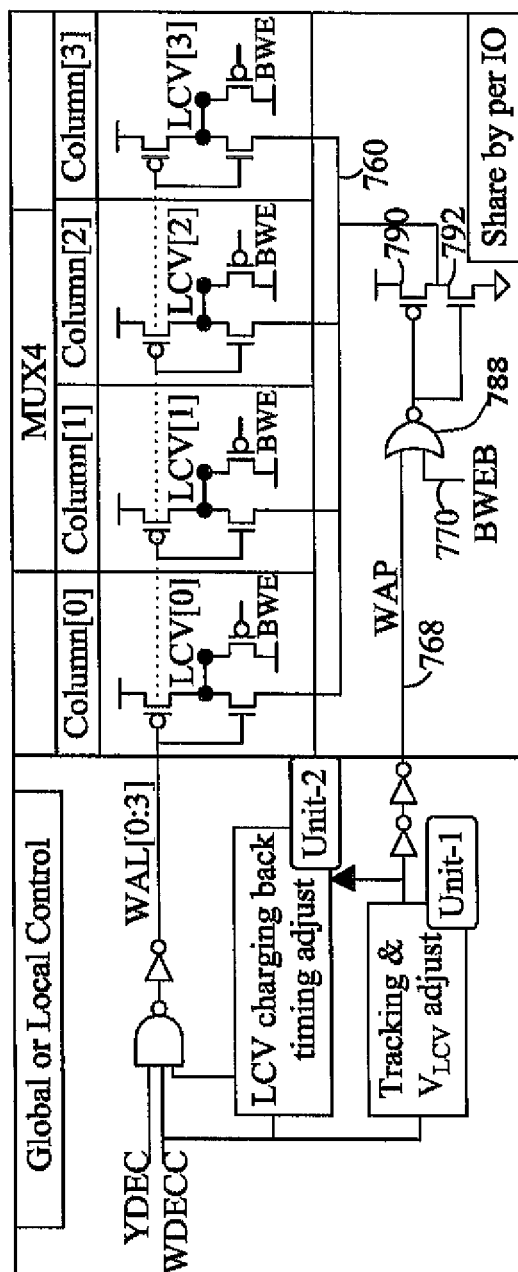 Global or Local Control
MUX4
Column[0]
Column[1]
Column[2]
Column[3]
YDEC
WDECC
WAL[0:3]
LCV[0]
LCV[1]
LCV[2]
LCV[3]
BWE
BWE
BWE
BWE
LCV charging back
timing adjust
Unit-2
Tracking &
VLCV adjust
Unit-1
WAP
768
760
770
BWEB
788
790
792
Share by per IO